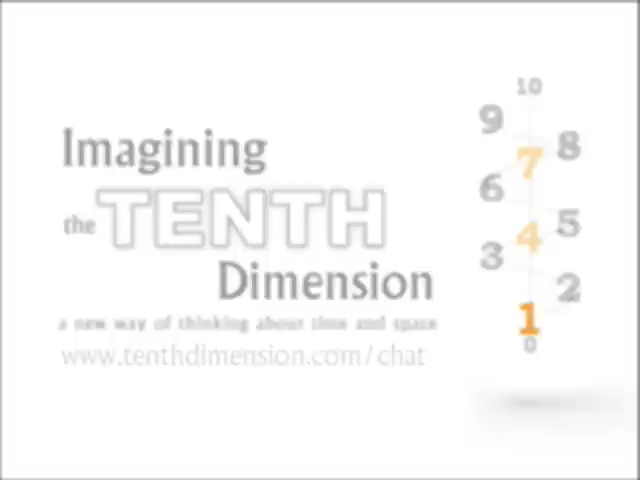 Imagining
the TENTH
Dimension
a new way of thinking about time and space
www.tenthdimension.com/chat
10
9
8
7
6
5
4
3
2
1
0